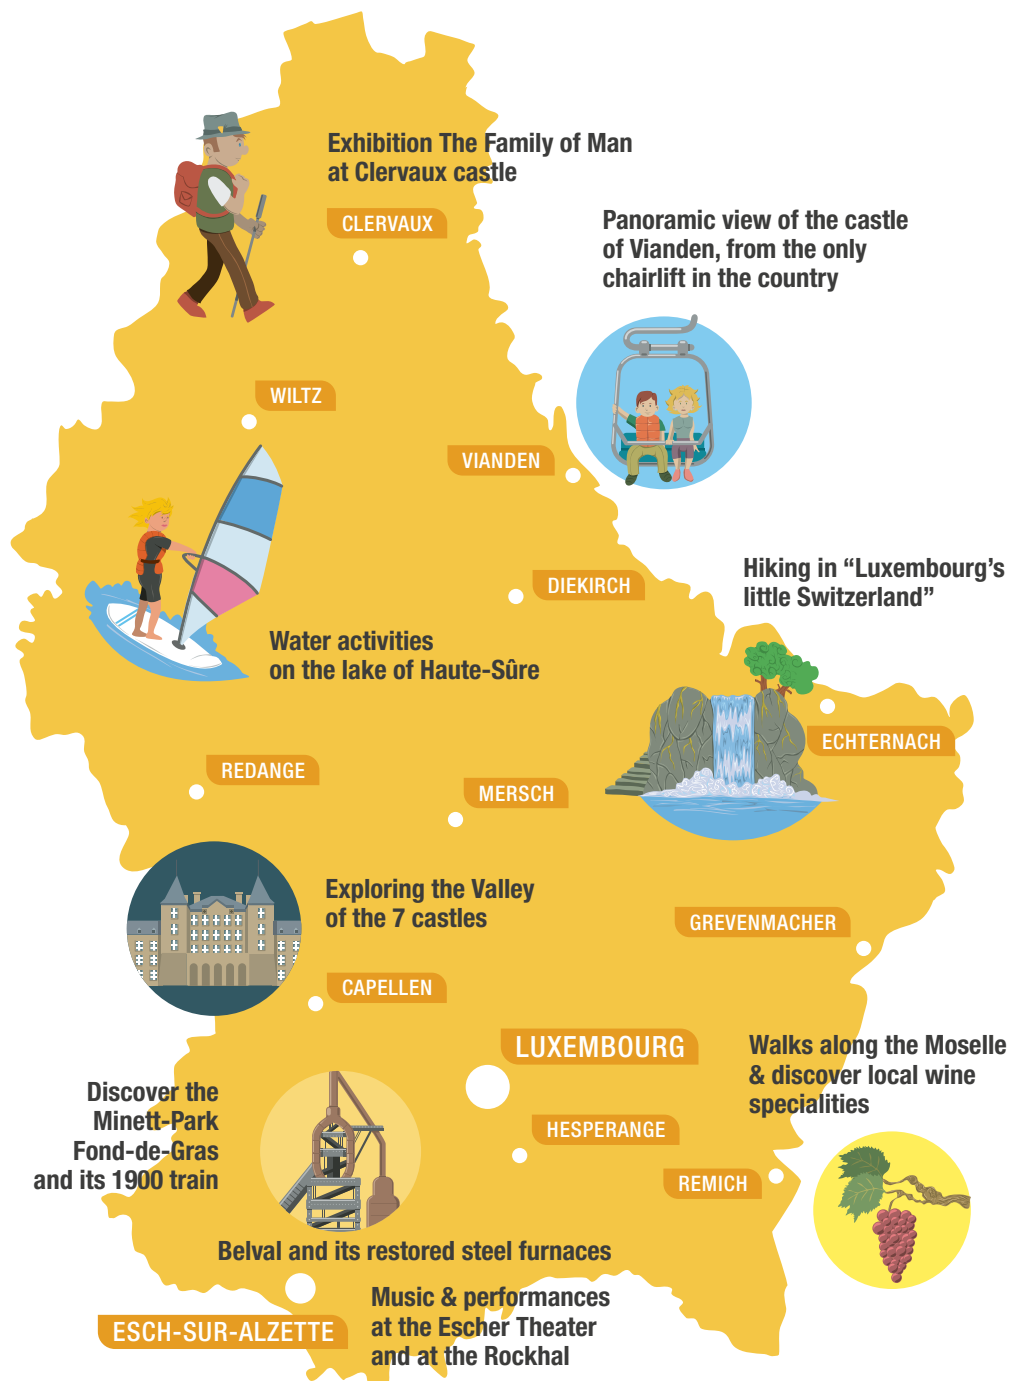 Exhibition The Family of Man
at Clervaux castle
CLERVAUX
Panoramic view of the castle
of Vianden, from the only
chairlift in the country
WILTZ
VIANDEN
Hiking in “Luxembourg’s
little Switzerland”
DIEKIRCH
Water activities
on the lake of Haute-Sûre
ECHTERNACH
REDANGE
MERSCH
Exploring the Valley
of the 7 castles
GREVENMACHER
CAPELLEN
LUXEMBOURG
Walks along the Moselle
& discover local wine
specialities
Discover the
Minett-Park
Fond-de-Gras
and its 1900 train
HESPERANGE
REMICH
Belval and its restored steel furnaces
Music & performances
at the Escher Theater
and at the Rockhal
ESCH-SUR-ALZETTE